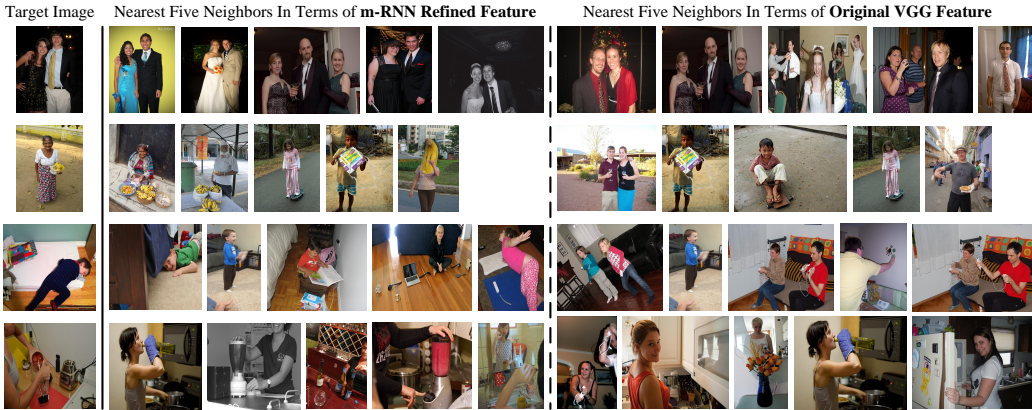 Target Image
Nearest Five Neighbors In Terms of m-RNN Refined Feature
Nearest Five Neighbors In Terms of Original VGG Feature